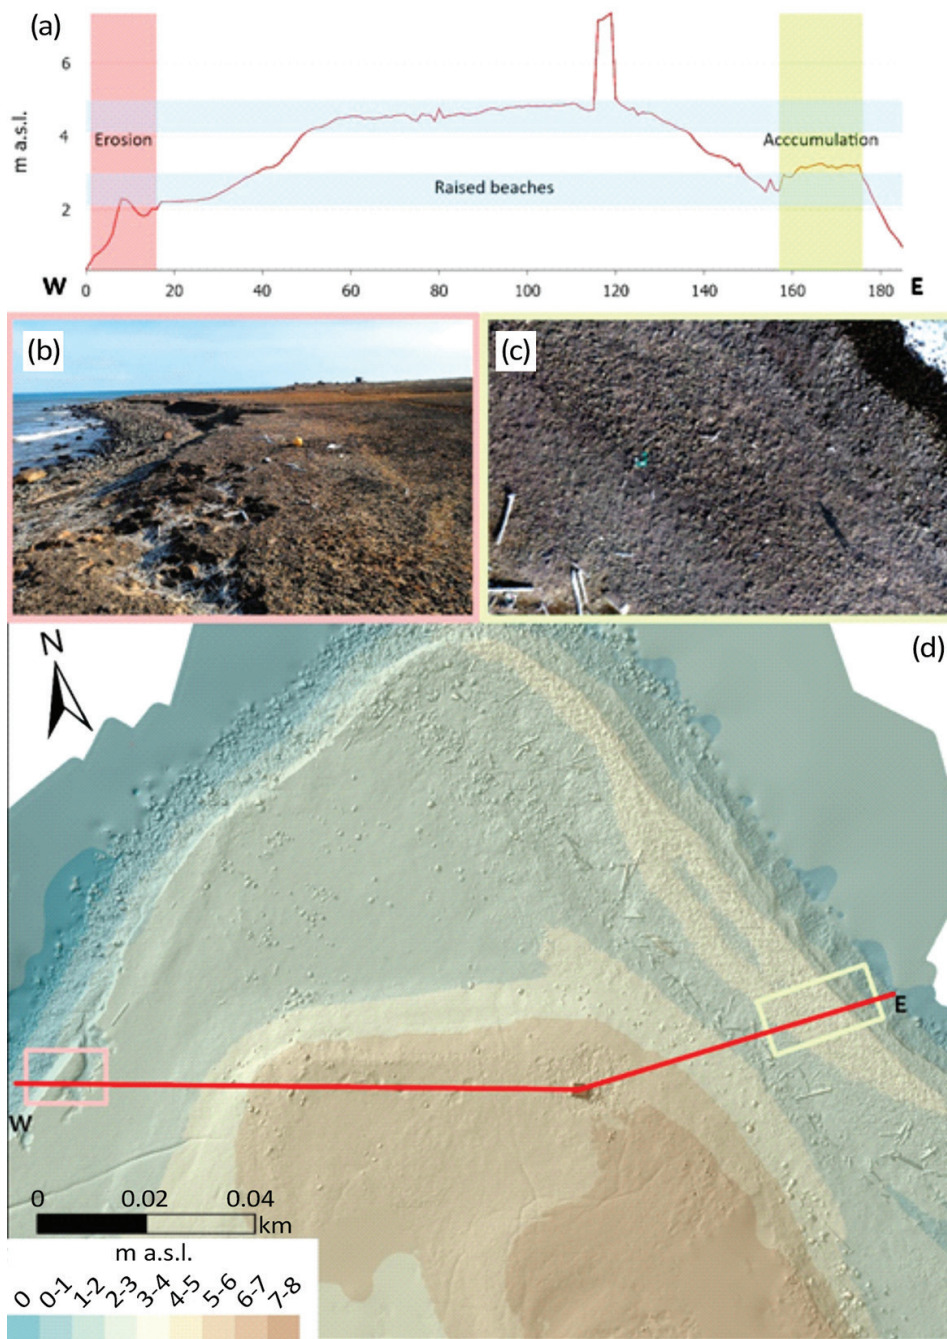 (a)
6
4
2
m a.s.l.
Erosion
Acccumulation
Raised beaches
W 0 20 40 60 80 100 120 140 160 180 E
(b)
(c)
(d)
N
E
W
0 0.02 0.04
km
m a.s.l.
0 0-1 1-2 2-3 3-4 4-5 5-6 6-7 7-8